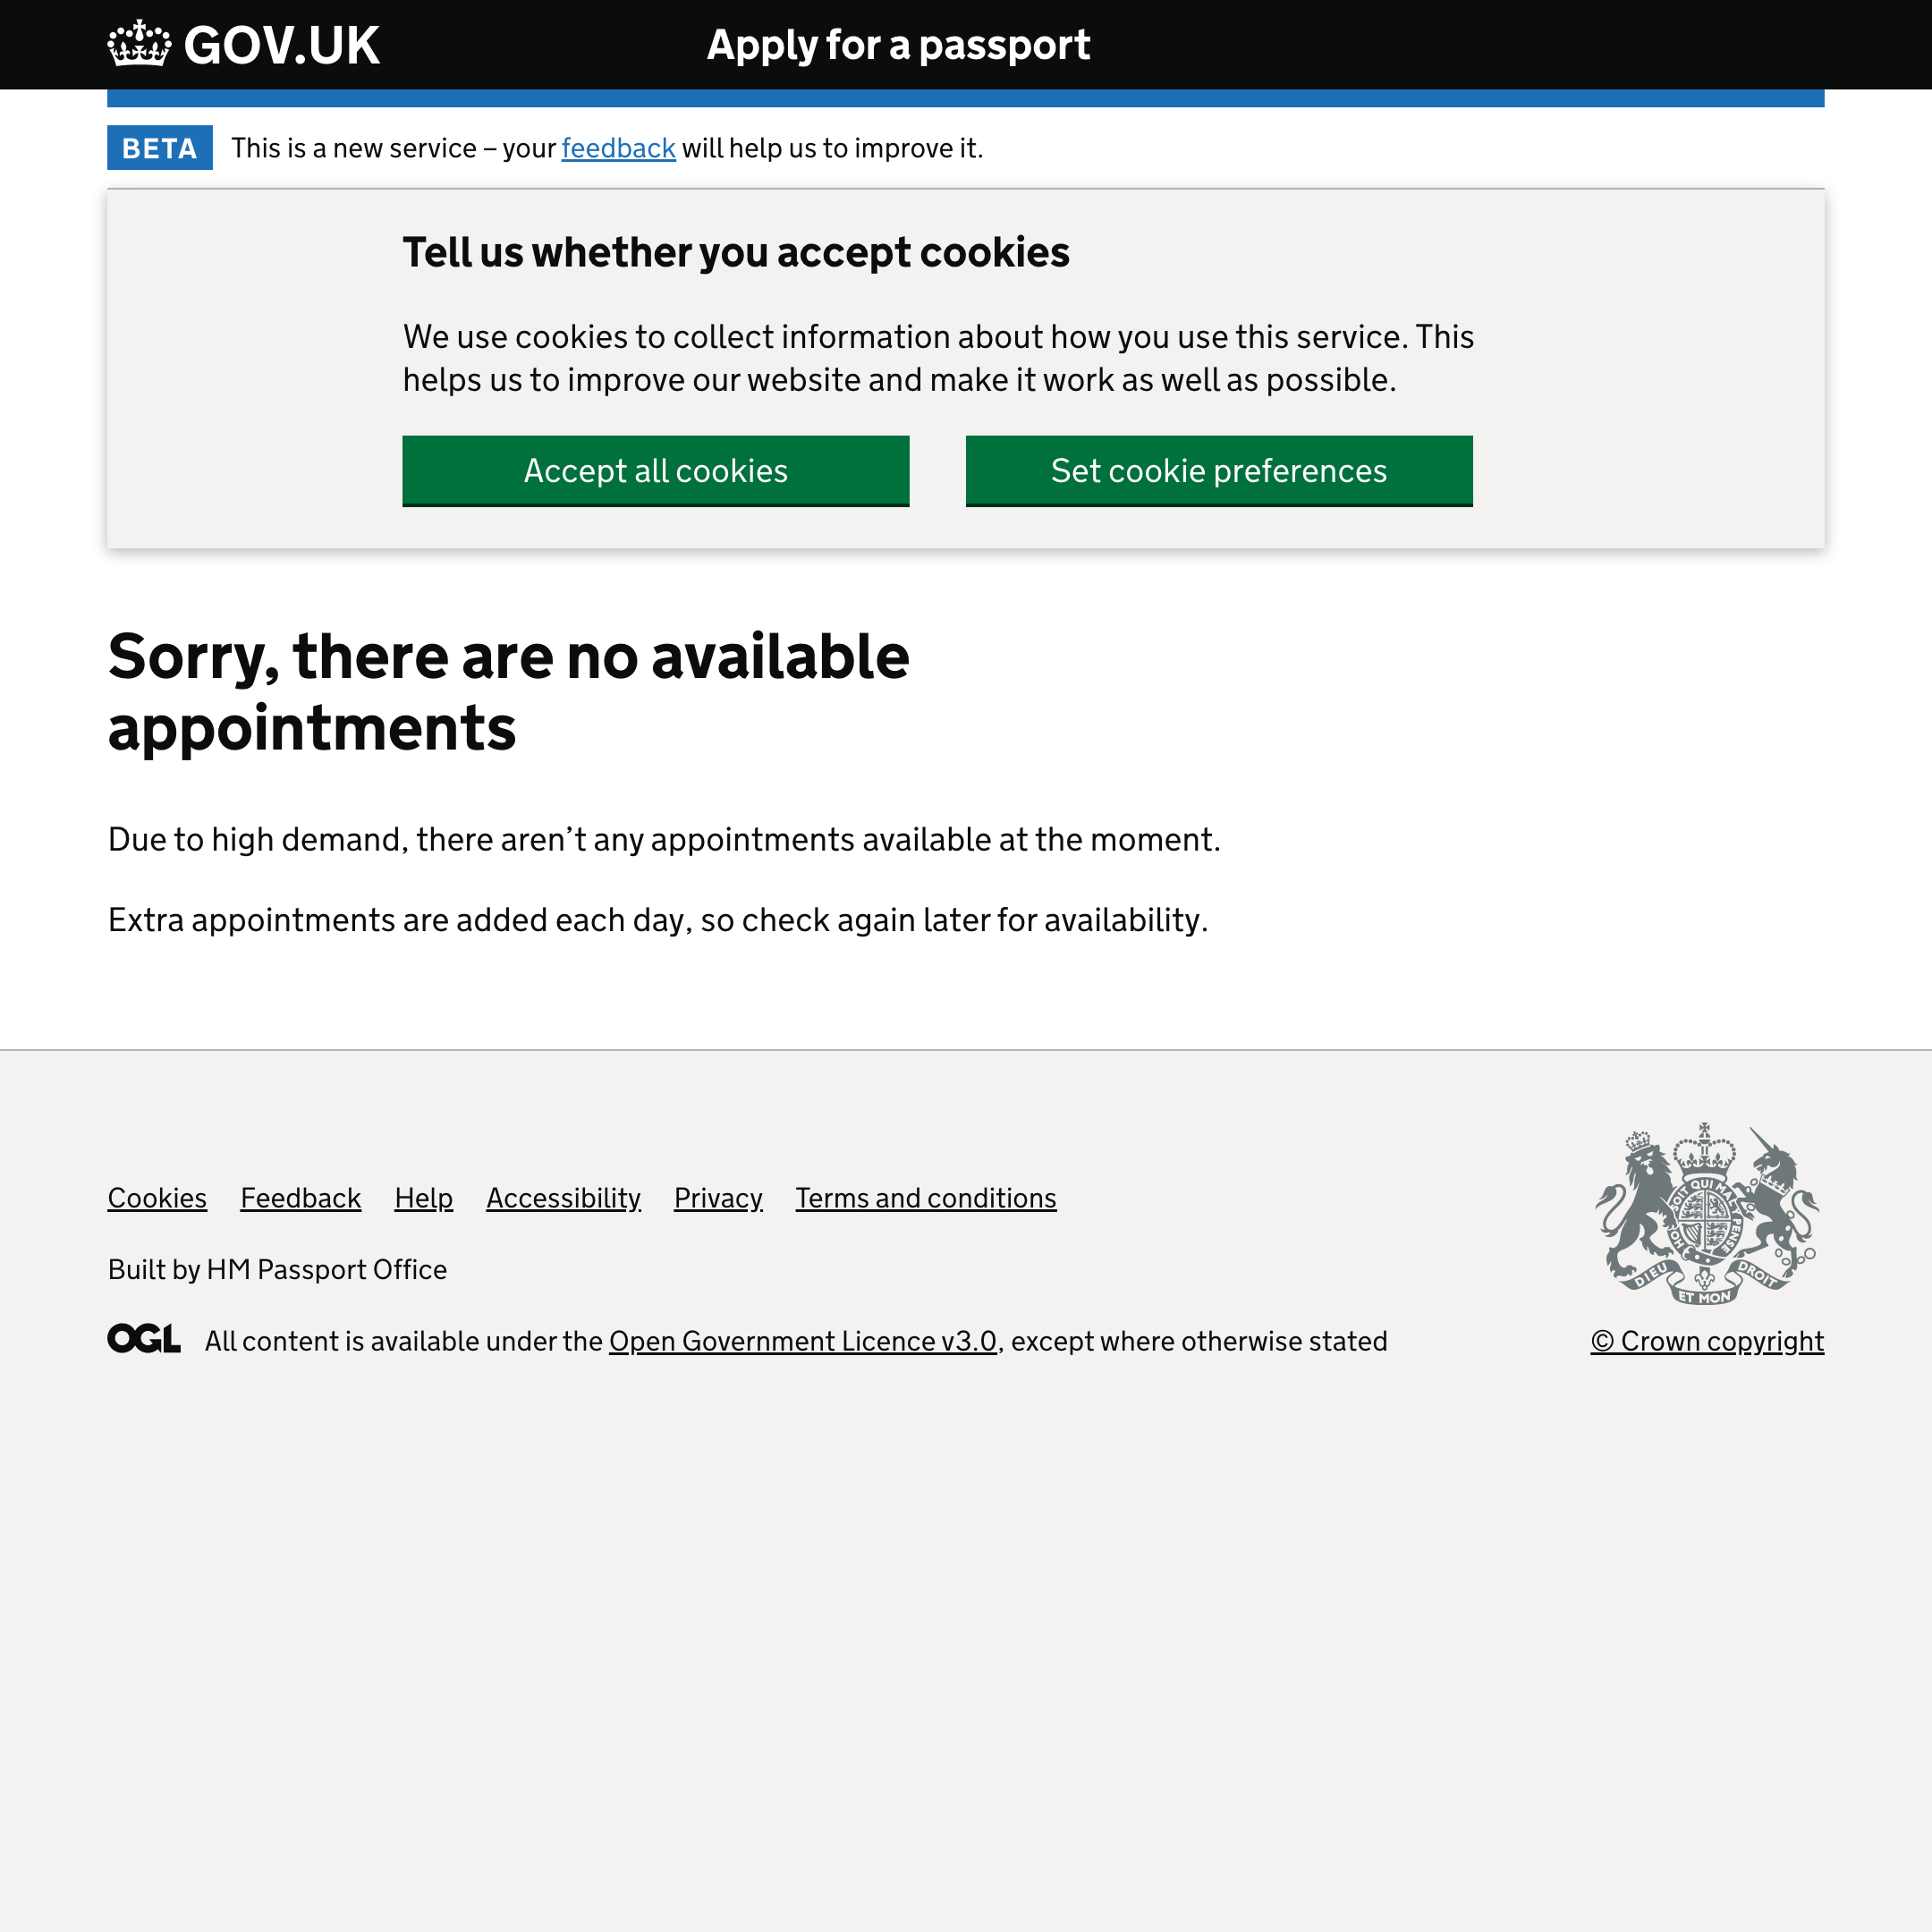 GOV.UK
Apply for a passport
BETA
This is a new service – your feedback will help us to improve it.
Tell us whether you accept cookies
We use cookies to collect information about how you use this service. This
helps us to improve our website and make it work as well as possible.
Accept all cookies
Set cookie preferences
Sorry, there are no available
appointments
Due to high demand, there aren’t any appointments available at the moment.
Extra appointments are added each day, so check again later for availability.
Cookies Feedback Help Accessibility Privacy Terms and conditions
Built by HM Passport Office
OGL All content is available under the Open Government Licence v3.0, except where otherwise stated
DIEU ET MON DROIT
© Crown copyright